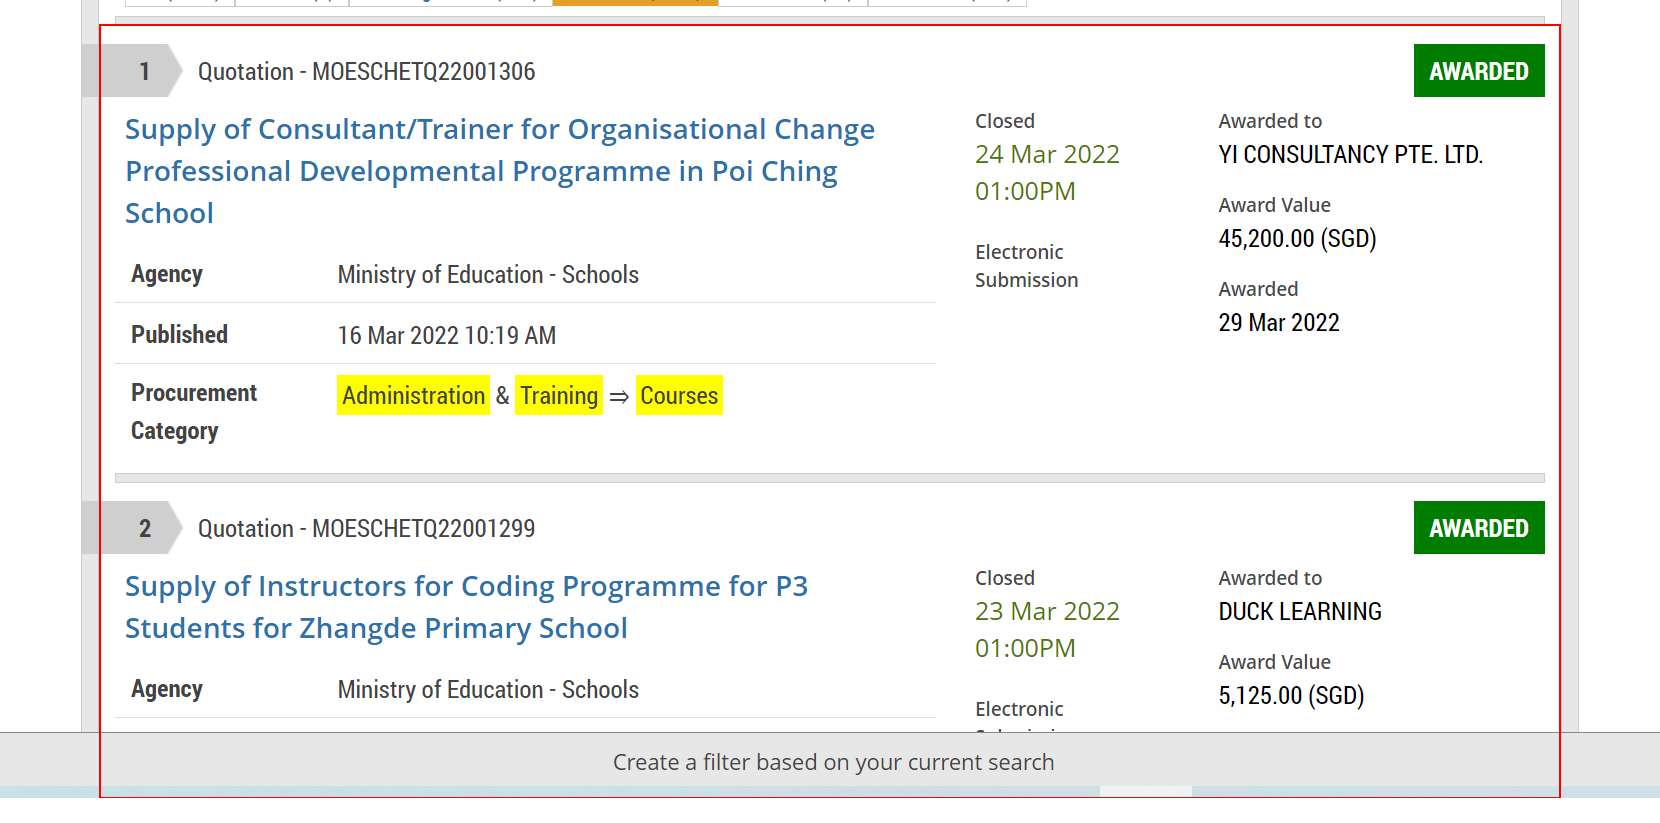 1
Quotation - MOESCHETQ22001306
AWARDED
Supply of Consultant/Trainer for Organisational Change
Professional Developmental Programme in Poi Ching
School
Agency
Ministry of Education - Schools
Published
16 Mar 2022 10:19 AM
Procurement
Category
Administration & Training ⇒ Courses
Closed
24 Mar 2022
01:00PM
Electronic
Submission
Awarded to
YI CONSULTANCY PTE. LTD.
Award Value
45,200.00 (SGD)
Awarded
29 Mar 2022
2
Quotation - MOESCHETQ22001299
AWARDED
Supply of Instructors for Coding Programme for P3
Students for Zhangde Primary School
Agency
Ministry of Education - Schools
Closed
23 Mar 2022
01:00PM
Electronic
Awarded to
DUCK LEARNING
Award Value
5,125.00 (SGD)
Create a filter based on your current search